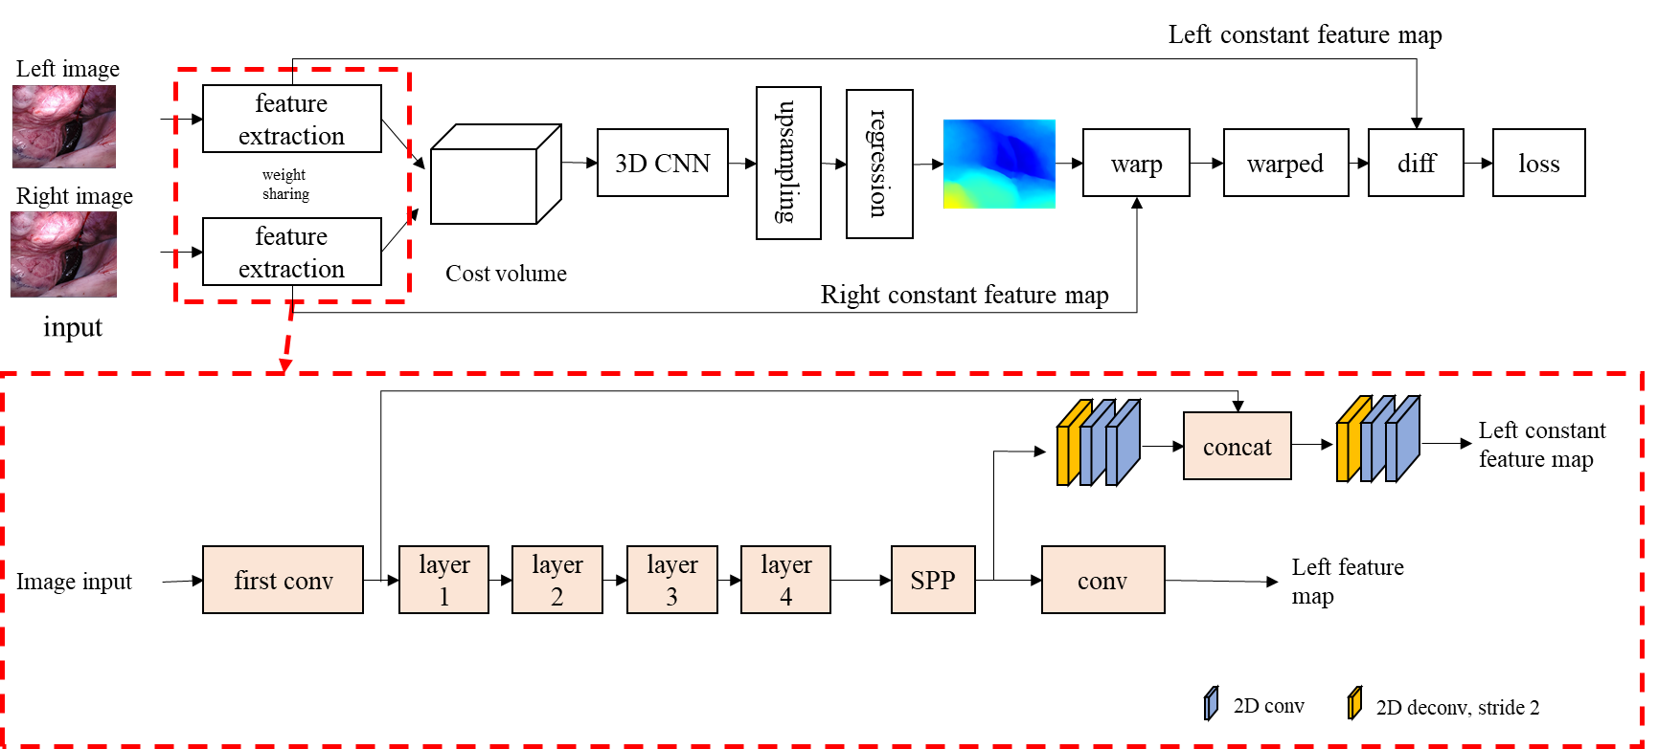 Left constant feature map
Left image
feature
extraction
weight
sharing
Right image
feature
extraction
input
Cost volume
3D CNN
upsampling
regression
warp
warped
diff
loss
Right constant feature map
concat
Left constant
feature map
Image input
first conv
layer
1
layer
2
layer
3
layer
4
SPP
conv
Left feature
map
2D conv
2D deconv, stride 2